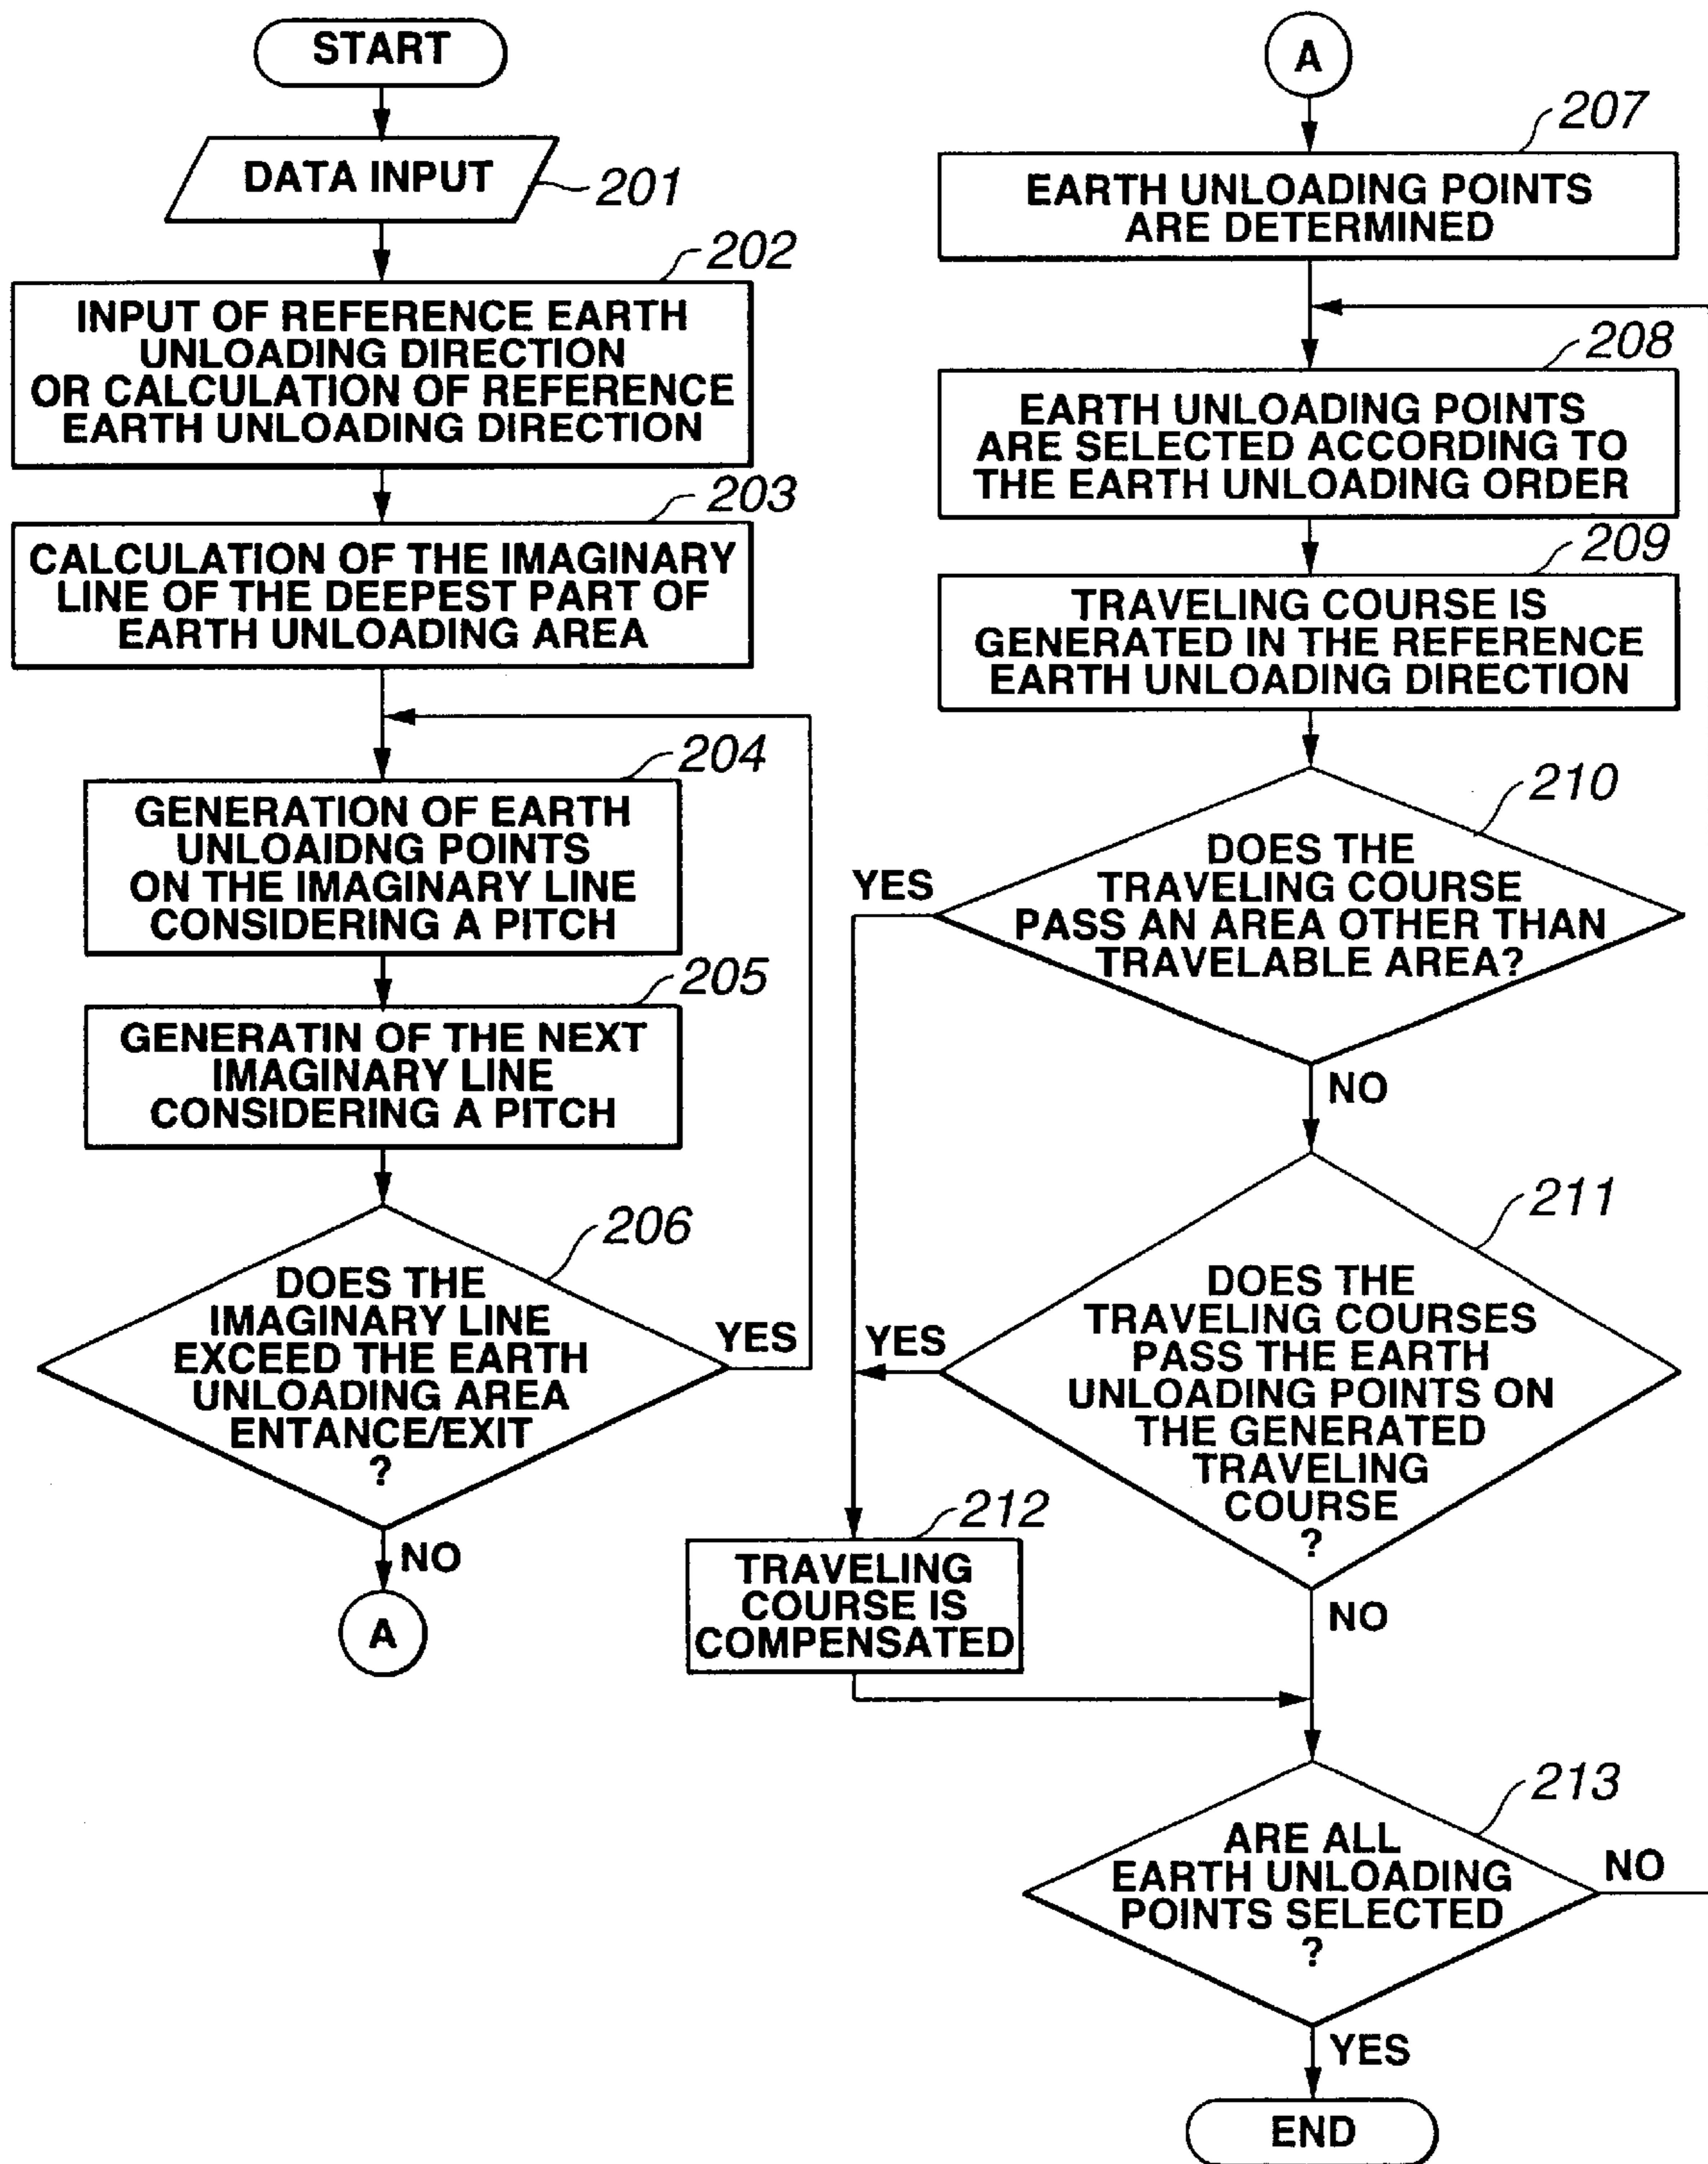 START
DATA INPUT
201
202
INPUT OF REFERENCE EARTH
UNLOADING DIRECTION
OR CALCULATION OF REFERENCE
EARTH UNLOADING DIRECTION
203
CALCULATION OF THE IMAGINARY
LINE OF THE DEEPEST PART OF
EARTH UNLOADING AREA
204
GENERATION OF EARTH
UNLOAIDNG POINTS
ON THE IMAGINARY LINE
CONSIDERING A PITCH
205
GENERATIN OF THE NEXT
IMAGINARY LINE
CONSIDERING A PITCH
206
DOES THE
IMAGINARY LINE
EXCEED THE EARTH
UNLOADING AREA
ENTANCE/EXIT
?
YES
NO
A
A
207
EARTH UNLOADING POINTS
ARE DETERMINED
208
EARTH UNLOADING POINTS
ARE SELECTED ACCORDING TO
THE EARTH UNLOADING ORDER
209
TRAVELING COURSE IS
GENERATED IN THE REFERENCE
EARTH UNLOADING DIRECTION
210
DOES THE
TRAVELING COURSE
PASS AN AREA OTHER THAN
TRAVELABLE AREA?
YES
NO
211
DOES THE
TRAVELING COURSES
PASS THE EARTH
UNLOADING POINTS ON
THE GENERATED
TRAVELING
COURSE
?
YES
NO
212
TRAVELING
COURSE IS
COMPENSATED
213
ARE ALL
EARTH UNLOADING
POINTS SELECTED
?
NO
YES
END